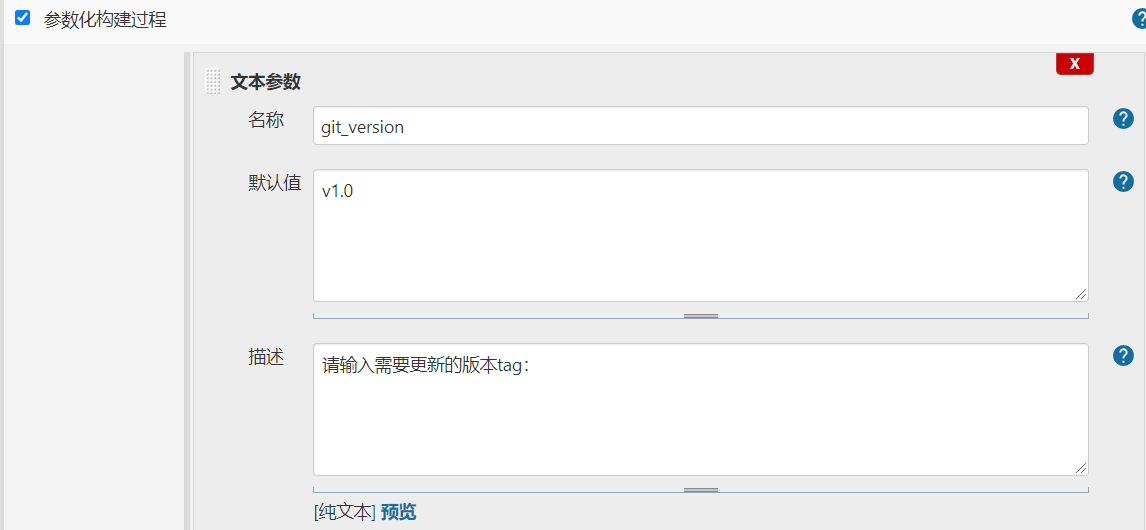 参数化构建过程
?
X
文本参数
名称
git_version
?
默认值
v1.0
?
描述
请输入需要更新的版本tag：
?
[纯文本] 预览